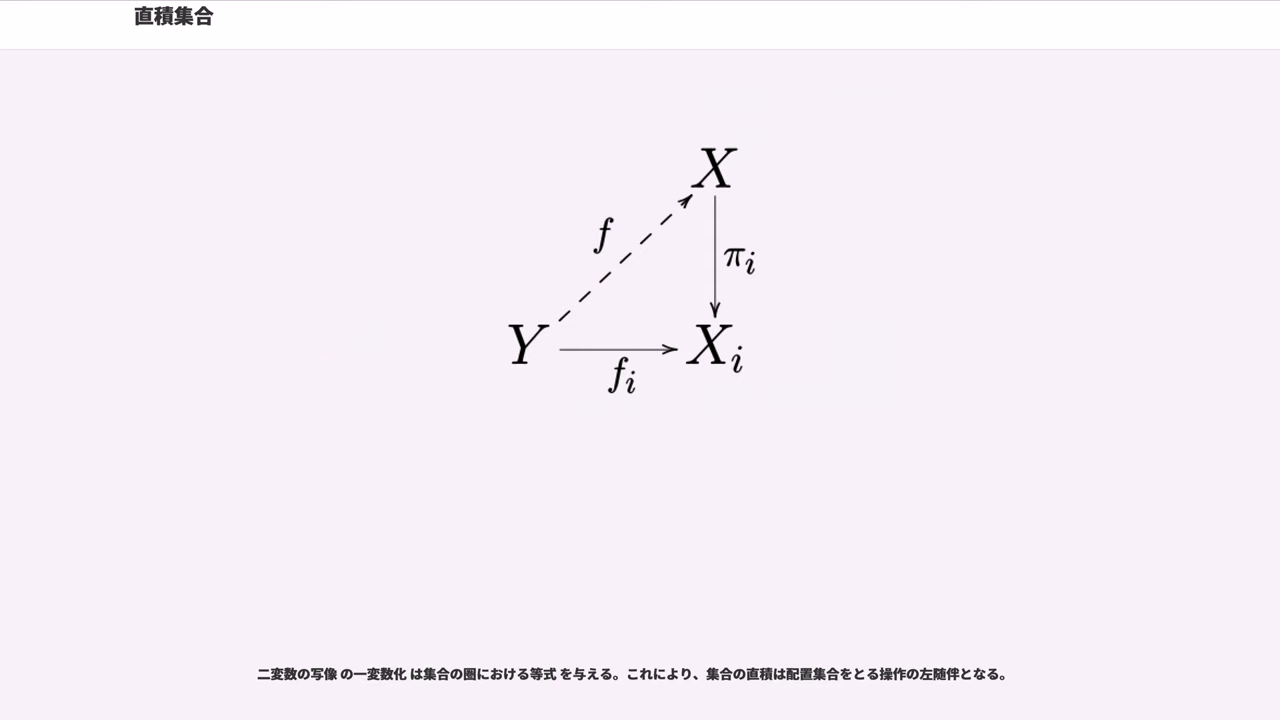 直積集合
X
f
π_i
Y
X_i
f_i
二変数の写像 の一変数化 は集合の圏における等式 を与える。これにより、集合の直積は配置集合をとる操作の左随伴となる。